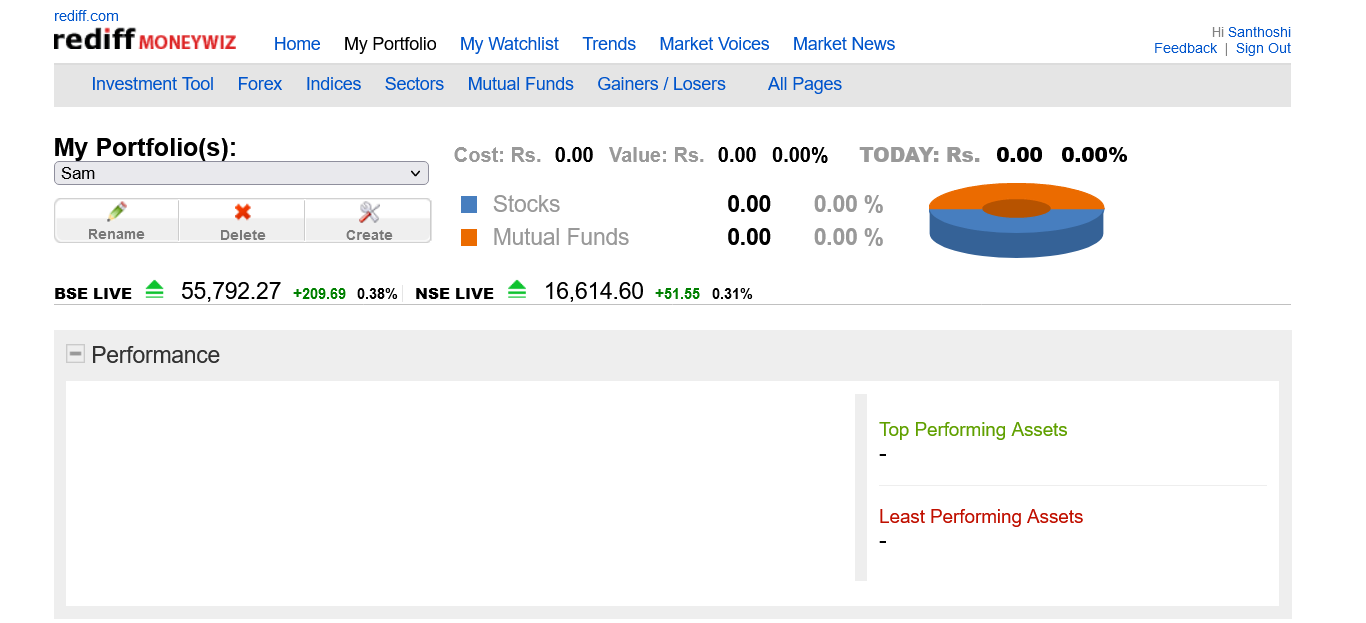 rediff.com
rediff MONEYWIZ
Home My Portfolio My Watchlist Trends Market Voices Market News
Hi Santhoshi
Feedback | Sign Out
Investment Tool Forex Indices Sectors Mutual Funds Gainers / Losers All Pages
My Portfolio(s):
Sam
Rename Delete Create
Cost: Rs. 0.00 Value: Rs. 0.00 0.00% TODAY: Rs. 0.00 0.00%
Stocks 0.00 0.00 %
Mutual Funds 0.00 0.00 %
BSE LIVE 55,792.27 +209.69 0.38% NSE LIVE 16,614.60 +51.55 0.31%
Performance
Top Performing Assets
-
Least Performing Assets
-